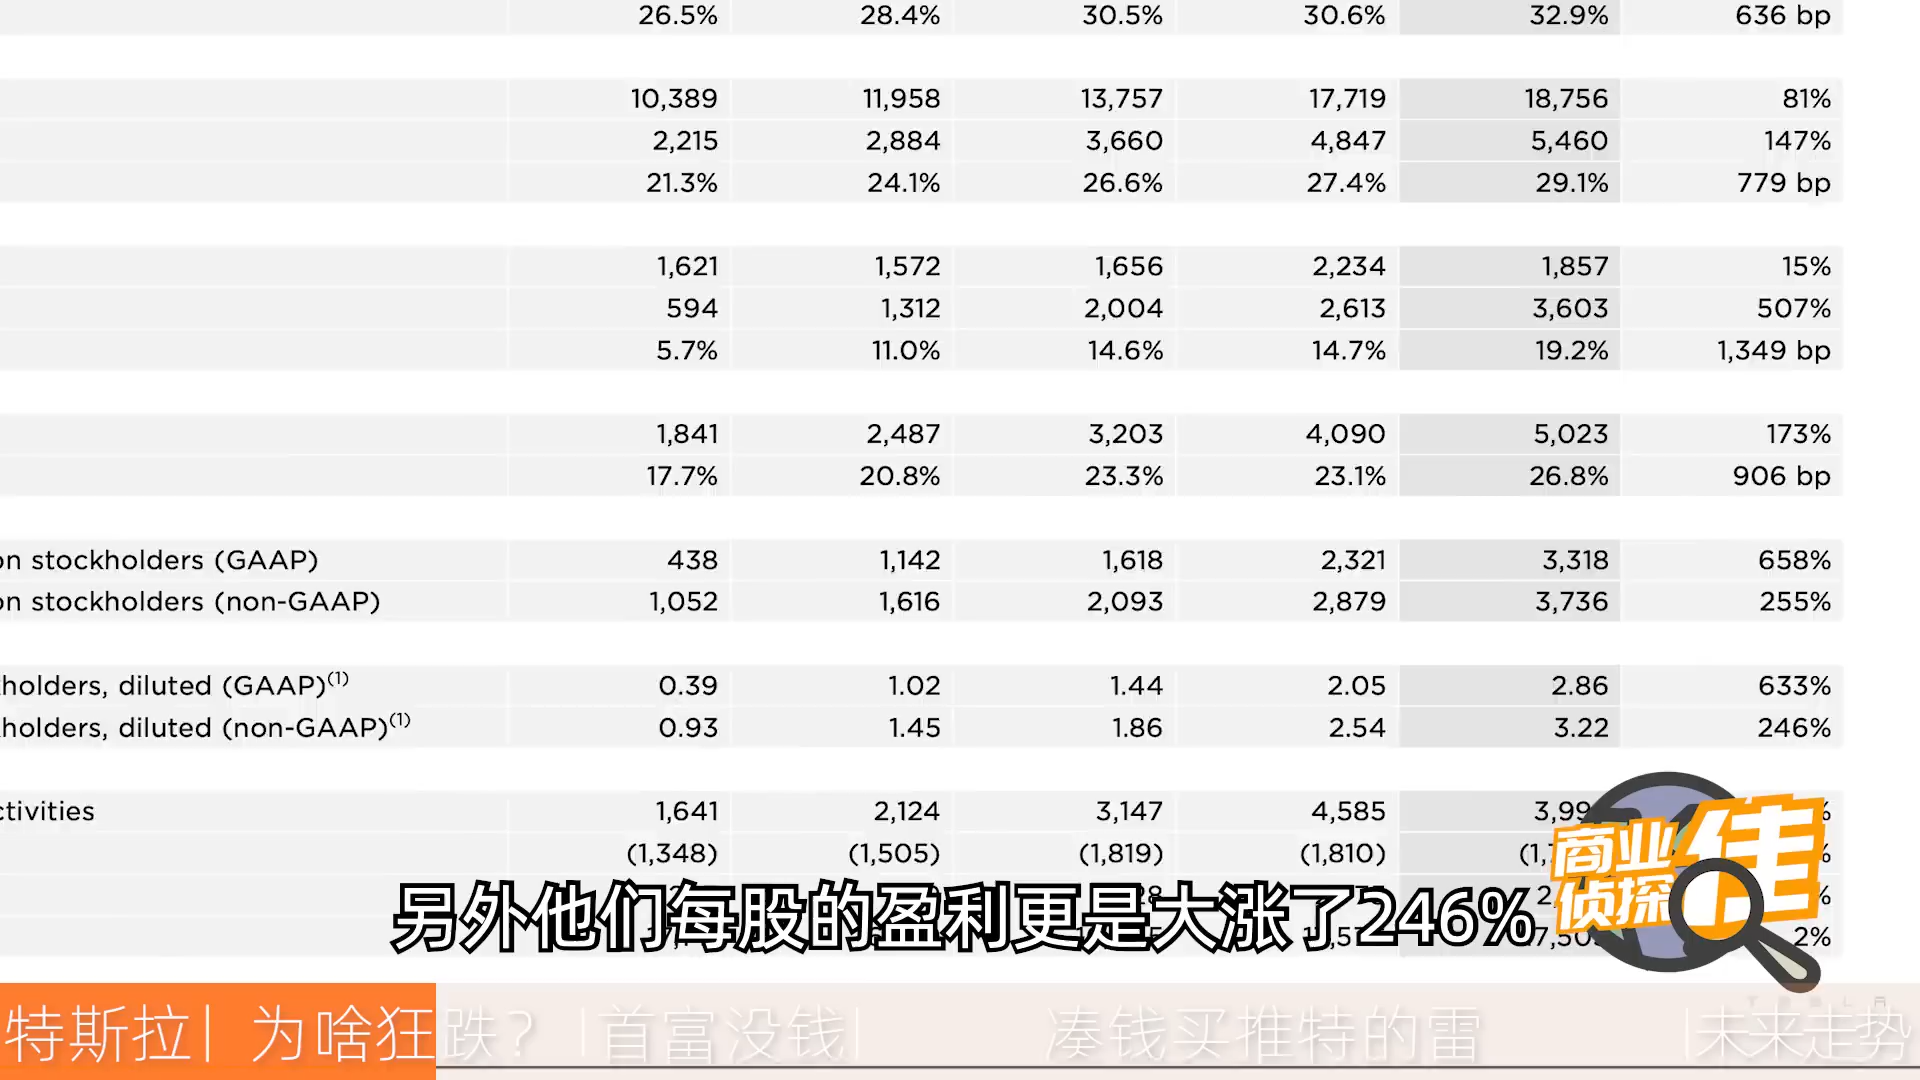 26.5% 28.4% 30.5% 30.6% 32.9% 636 bp
10,389 11,958 13,757 17,719 18,756 81%
2,215 2,884 3,660 4,847 5,460 147%
21.3% 24.1% 26.6% 27.4% 29.1% 779 bp
1,621 1,572 1,656 2,234 1,857 15%
594 1,312 2,004 2,613 3,603 507%
5.7% 11.0% 14.6% 14.7% 19.2% 1,349 bp
1,841 2,487 3,203 4,090 5,023 173%
17.7% 20.8% 23.3% 23.1% 26.8% 906 bp
on stockholders (GAAP) 438 1,142 1,618 2,321 3,318 658%
on stockholders (non-GAAP) 1,052 1,616 2,093 2,879 3,736 255%
holders, diluted (GAAP)(1) 0.39 1.02 1.44 2.05 2.86 633%
holders, diluted (non-GAAP)(1) 0.93 1.45 1.86 2.54 3.22 246%
ctivities 1,641 2,124 3,147 4,585 3,99
(1,348) (1,505) (1,819) (1,810)
商业
侦探
佳
另外他们每股的盈利更是大涨了246%
2%
特斯拉| 为啥狂跌？ |首富没钱| 凑钱买推特的雷 |未来走势